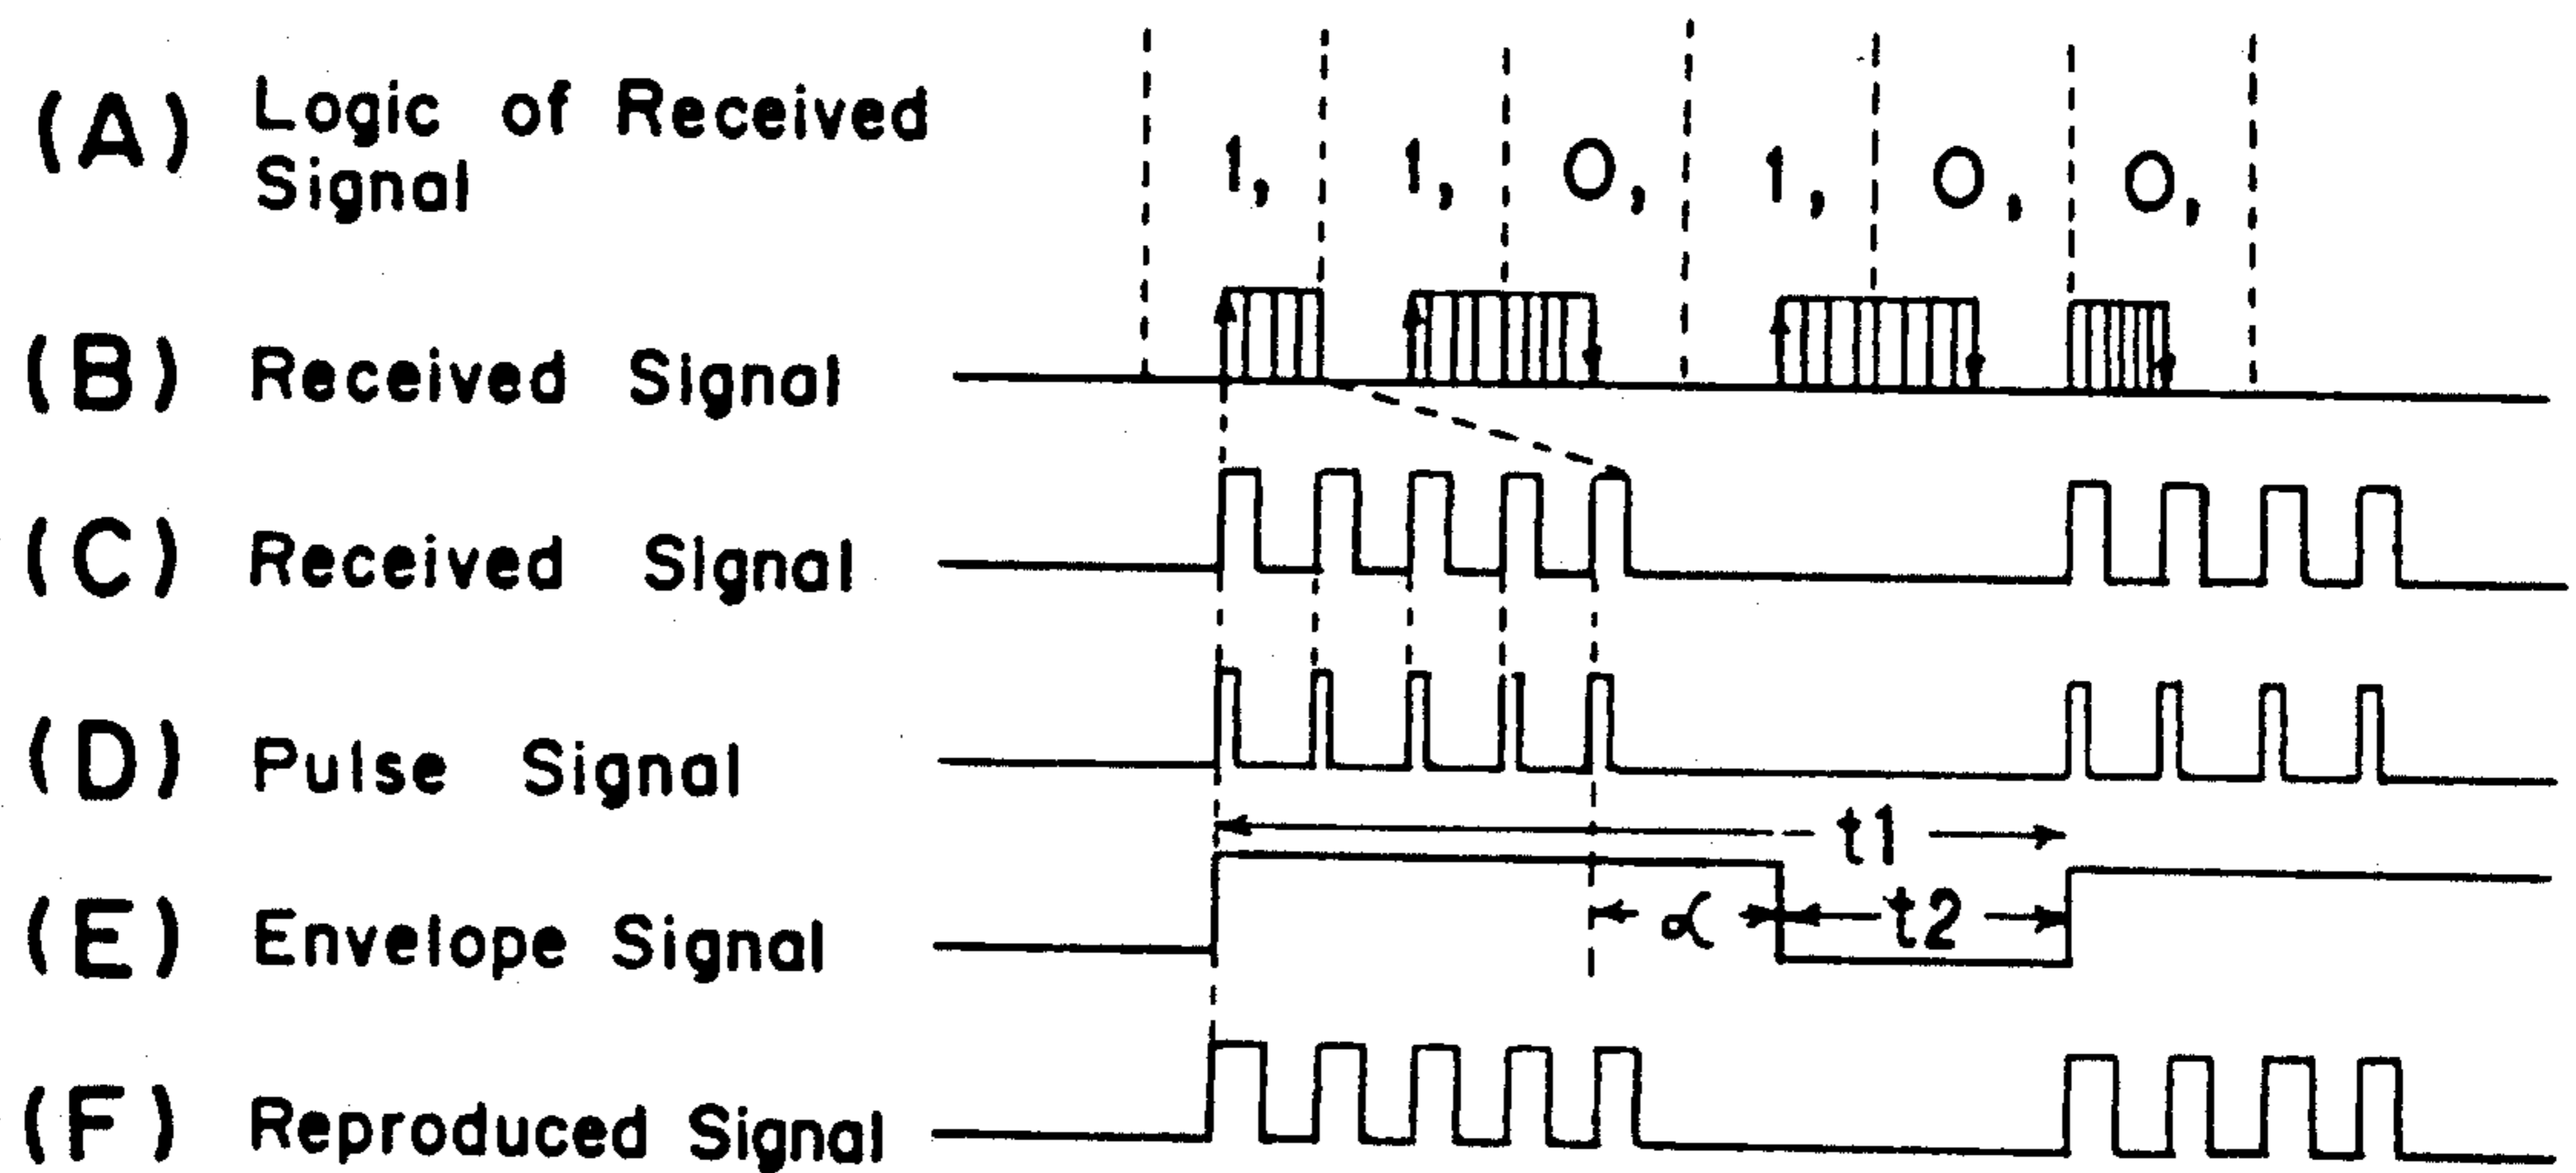 (A) Logic of Received
Signal
1, 1, 0, 1, 0, 0,
(B) Received Signal
(C) Received Signal
(D) Pulse Signal
t1
(E) Envelope Signal
α t2
(F) Reproduced Signal